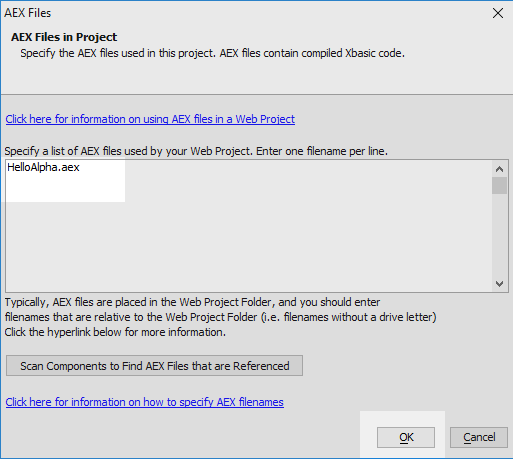 AEX Files
AEX Files in Project
Specify the AEX files used in this project. AEX files contain compiled Xbasic code.
Click here for information on using AEX files in a Web Project
Specify a list of AEX files used by your Web Project. Enter one filename per line.
HelloAlpha.aex
Typically, AEX files are placed in the Web Project Folder, and you should enter
filenames that are relative to the Web Project Folder (i.e. filenames without a drive letter)
Click the hyperlink below for more information.
Scan Components to Find AEX Files that are Referenced
Click here for information on how to specify AEX filenames
OK Cancel